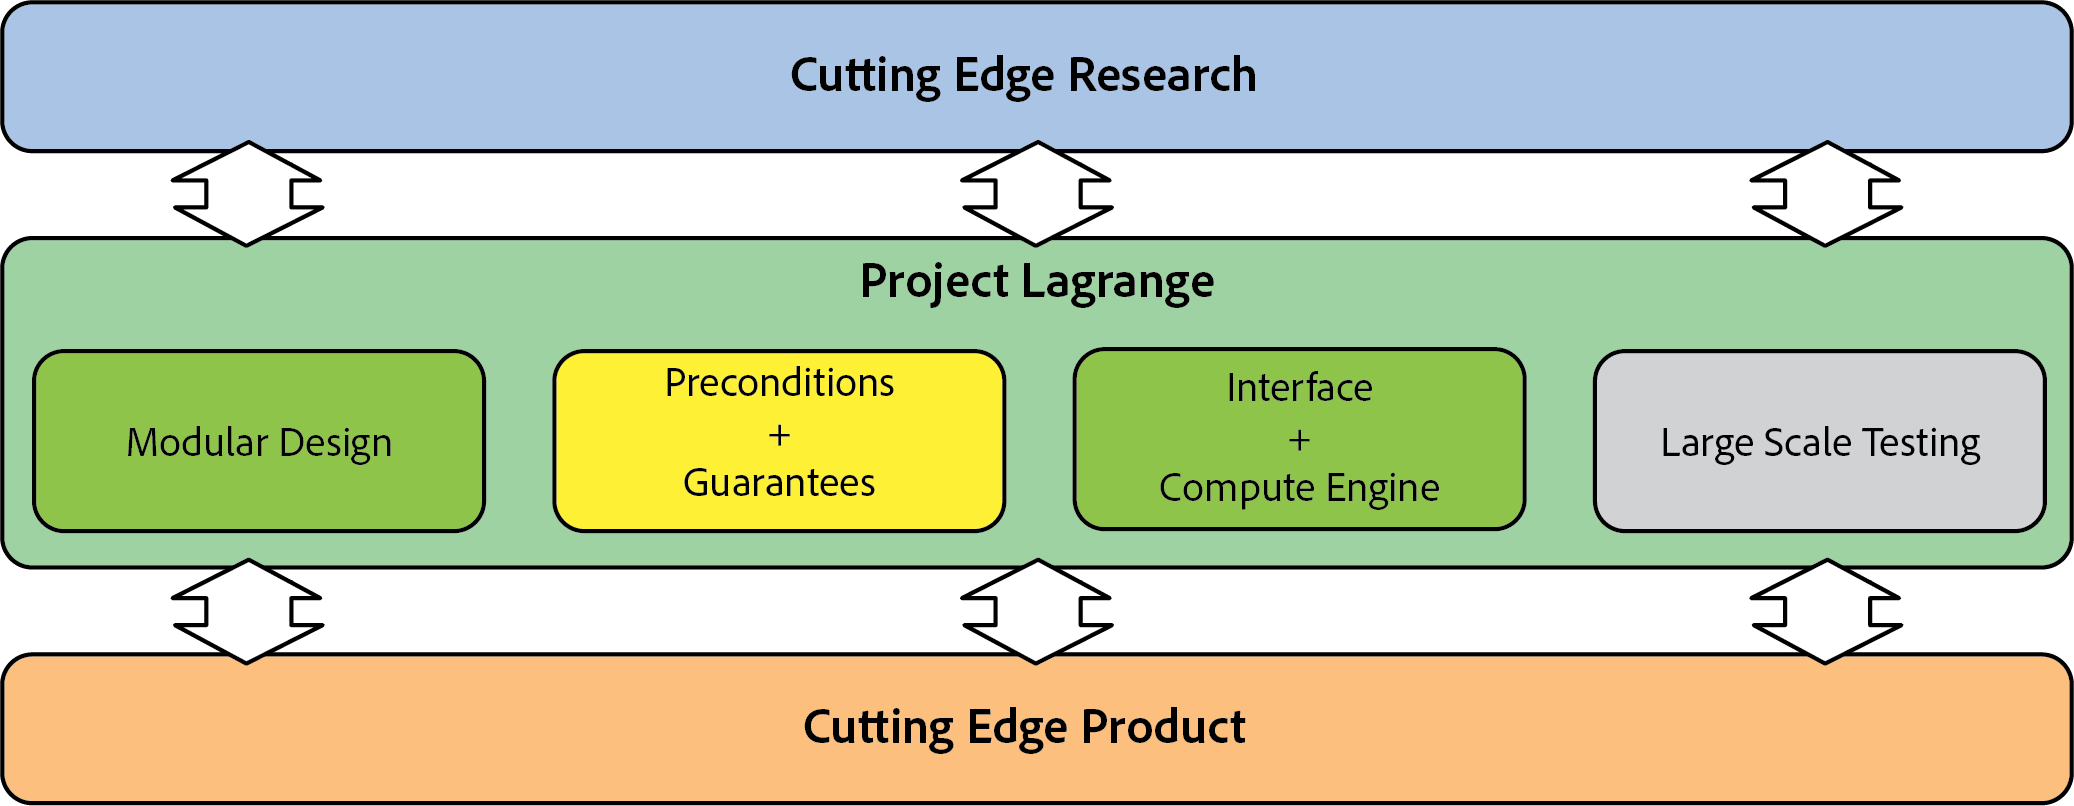 Cutting Edge Research
Project Lagrange
Modular Design
Preconditions
+
Guarantees
Interface
+
Compute Engine
Large Scale Testing
Cutting Edge Product